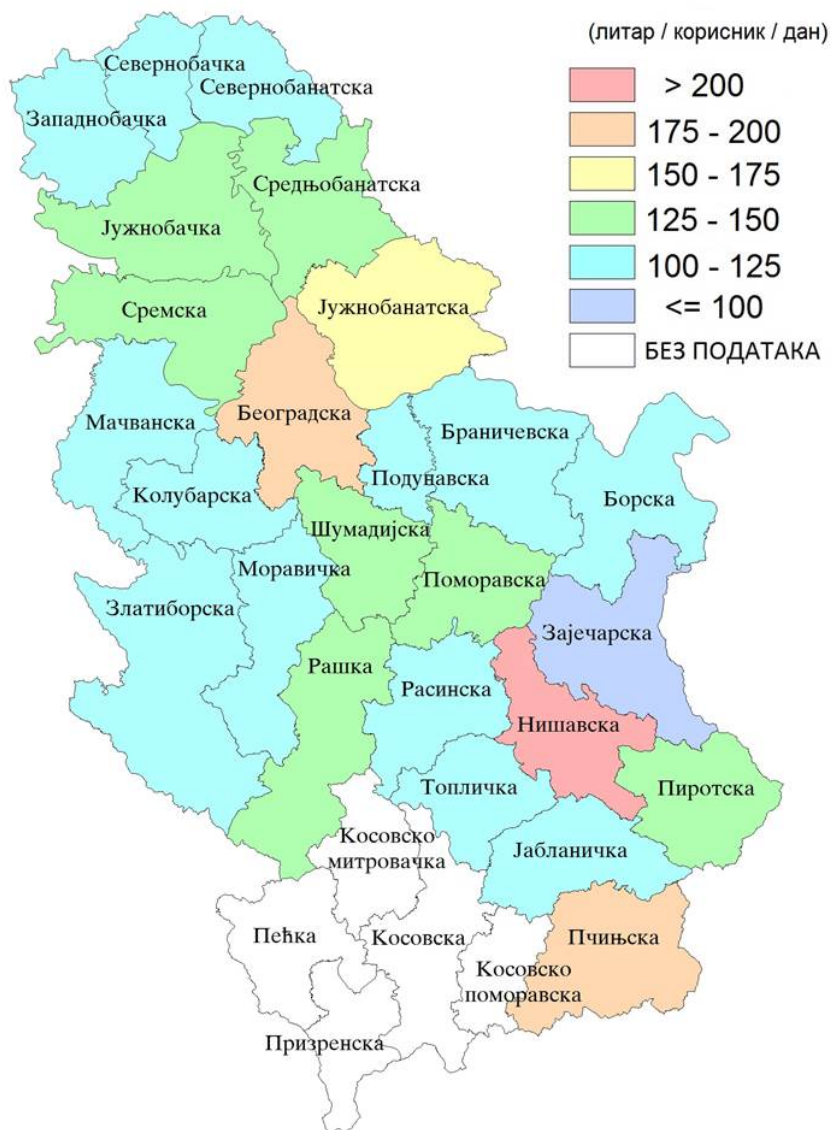 (литар / корисник / дан)
> 200
175 - 200
150 - 175
125 - 150
100 - 125
<= 100
БЕЗ ПОДАТАКА
Севернобачка
Севернобанатска
Западнобачка
Средњобанатска
Јужнобачка
Сремска
Јужнобанатска
Београдска
Мачванска
Браничевска
Подунавска
Колубарска
Борска
Шумадијска
Моравичка
Поморавска
Златиборска
Зајечарска
Рашка
Расинска
Нишавска
Топличка
Пиротска
Косовско
митровачка
Јабланичка
Пећка
Косовска
Пчињска
Косовско
поморавска
Призренска